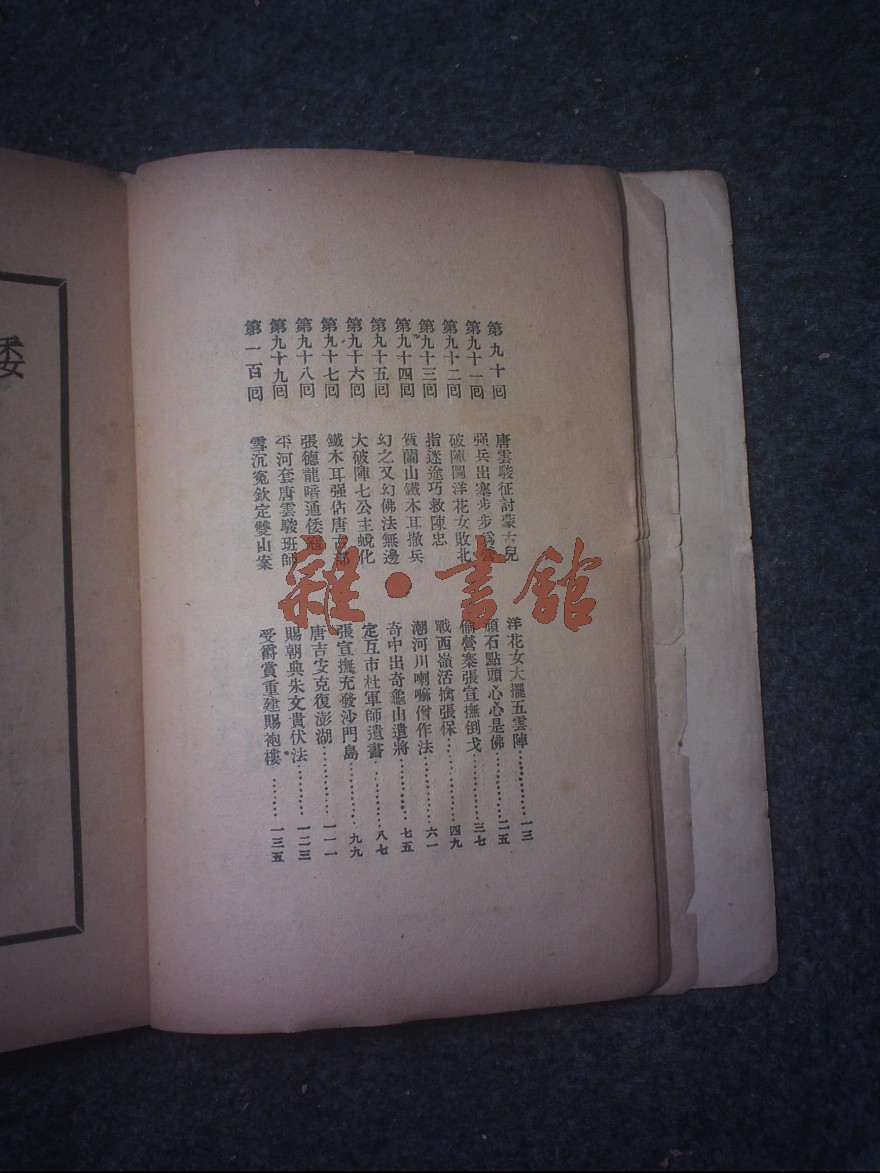 第九十回 唐雲駿征討蒙古兒 洋花女大擺五雲陣………一三
第九十一回 强兵出寨步步爲營 頑石點頭心心是佛………二五
第九十二回 破陣圖洋花女敗北 偷營寨張宣撫倒戈………三七
第九十三回 指迷途巧救陳忠 戰西嶺活擒張保………四九
第九十四回 賀蘭山鐵木耳撤兵 潮河川喇嘛僧作法………六一
第九十五回 幻之又幻佛法無邊 奇中出奇龜山遺將………七五
第九十六回 大破陣七公主蛻化 定互市杜軍師遺書………八七
第九十七回 鐵木耳强佔唐古都 張宣撫充發沙門島………九九
第九十八回 張德龍暗通倭寇 唐吉安克復澎湖………一一一
第九十九回 平河套唐雲駿班師 賜朝典朱文貴伏法………一二三
第一百回 雪沉寃欽定雙山案 受爵賞重建賜袍樓………一三五
雜·書館